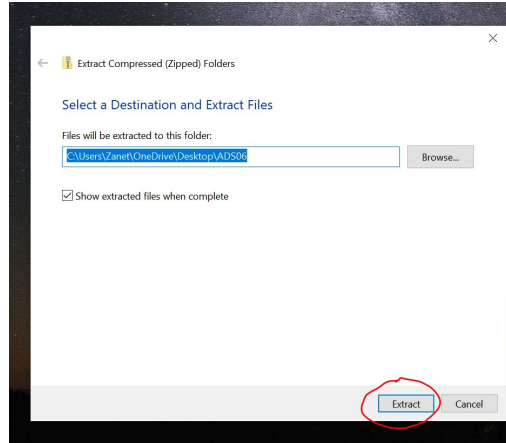 Extract Compressed (Zipped) Folders
Select a Destination and Extract Files
Files will be extracted to this folder:
C:\Users\Zanet\OneDrive\Desktop\ADS06
Browse...
Show extracted files when complete
Extract
Cancel